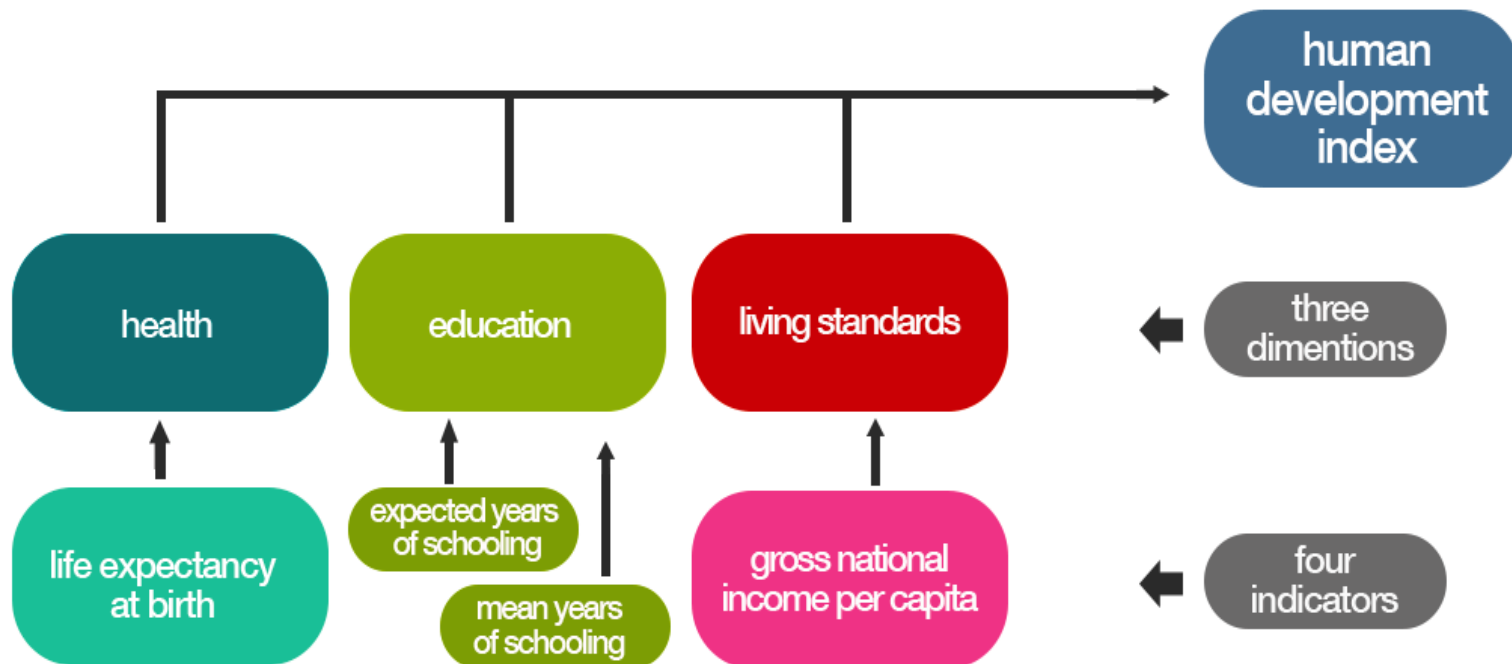 human
development
index
health
education
living standards
three
dimentions
life expectancy
at birth
expected years
of schooling
mean years
of schooling
gross national
income per capita
four
indicators